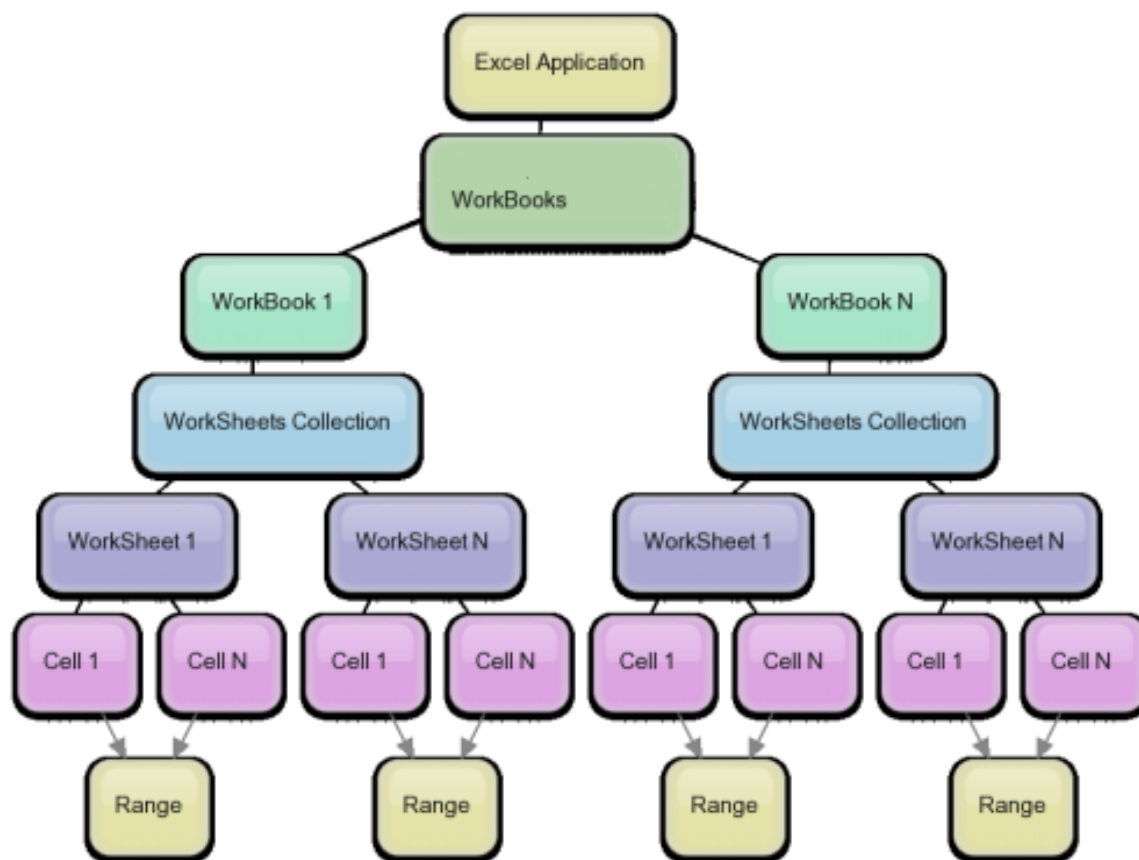 Excel Application
WorkBooks
WorkBook 1
WorkBook N
WorkSheets Collection
WorkSheets Collection
WorkSheet 1
WorkSheet N
WorkSheet 1
WorkSheet N
Cell 1
Cell N
Cell 1
Cell N
Cell 1
Cell N
Cell 1
Cell N
Range
Range
Range
Range